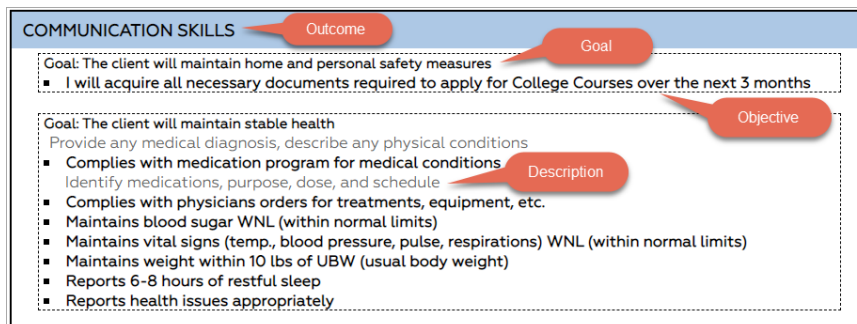 COMMUNICATION SKILLS
Outcome
Goal
Goal: The client will maintain home and personal safety measures
▪ I will acquire all necessary documents required to apply for College Courses over the next 3 months
Objective
Goal: The client will maintain stable health
Provide any medical diagnosis, describe any physical conditions
▪ Complies with medication program for medical conditions
Description
Identify medications, purpose, dose, and schedule
▪ Complies with physicians orders for treatments, equipment, etc.
▪ Maintains blood sugar WNL (within normal limits)
▪ Maintains vital signs (temp., blood pressure, pulse, respirations) WNL (within normal limits)
▪ Maintains weight within 10 lbs of UBW (usual body weight)
▪ Reports 6-8 hours of restful sleep
▪ Reports health issues appropriately